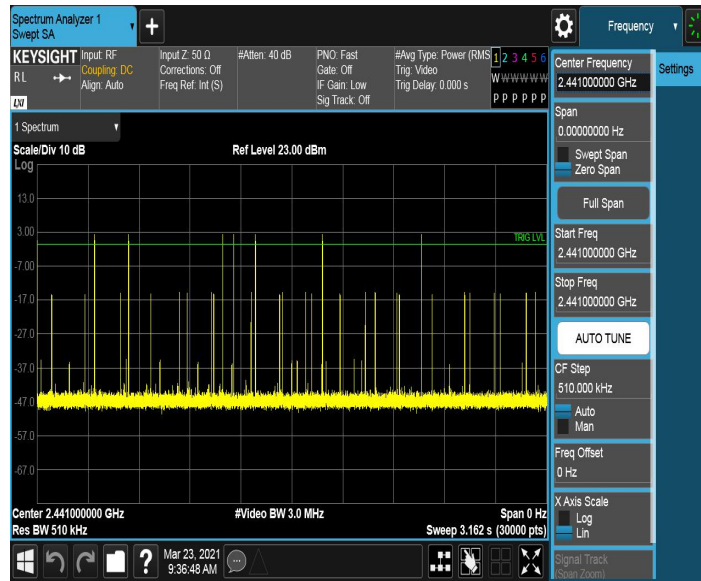 Spectrum Analyzer 1
Swept SA
+
Frequency
KEYSIGHT
RL
LXI
Input: RF
Coupling: DC
Align: Auto
Input Z: 50 Ω
Corrections: Off
Freq Ref: Int (S)
#Atten: 40 dB
PNO: Fast
Gate: Off
IF Gain: Low
Sig Track: Off
#Avg Type: Power (RMS
Trig: Video
Trig Delay: 0.000 s
1 2 3 4 5 6
W W W W W W
P P P P P P
1 Spectrum
Scale/Div 10 dB
Ref Level 23.00 dBm
Log
13.0
3.00
TRIG LVL
-7.00
-17.0
-27.0
-37.0
-47.0
-57.0
-67.0
Center 2.441000000 GHz
#Video BW 3.0 MHz
Span 0 Hz
Res BW 510 kHz
Sweep 3.162 s (30000 pts)
?
Mar 23, 2021
9:36:48 AM
Center Frequency
2.441000000 GHz
Settings
Span
0.00000000 Hz
Swept Span
Zero Span
Full Span
Start Freq
2.441000000 GHz
Stop Freq
2.441000000 GHz
AUTO TUNE
CF Step
510.000 kHz
Auto
Man
Freq Offset
0 Hz
X Axis Scale
Log
Lin
Signal Track
(Span Zoom)